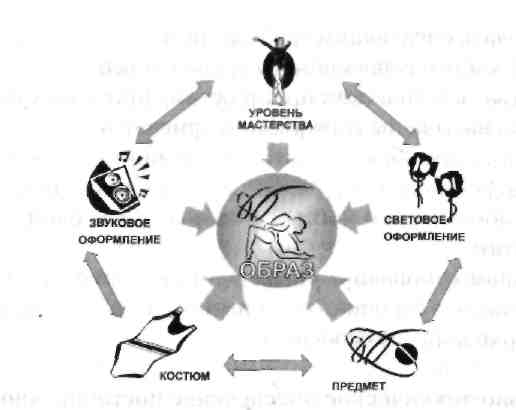 УРОВЕНЬ
МАСТЕРСТВА
ЗВУКОВОЕ
ОФОРМЛЕНИЕ
СВЕТОВОЕ
ОФОРМЛЕНИЕ
ОБРАЗ
КОСТЮМ
ПРЕДМЕТ